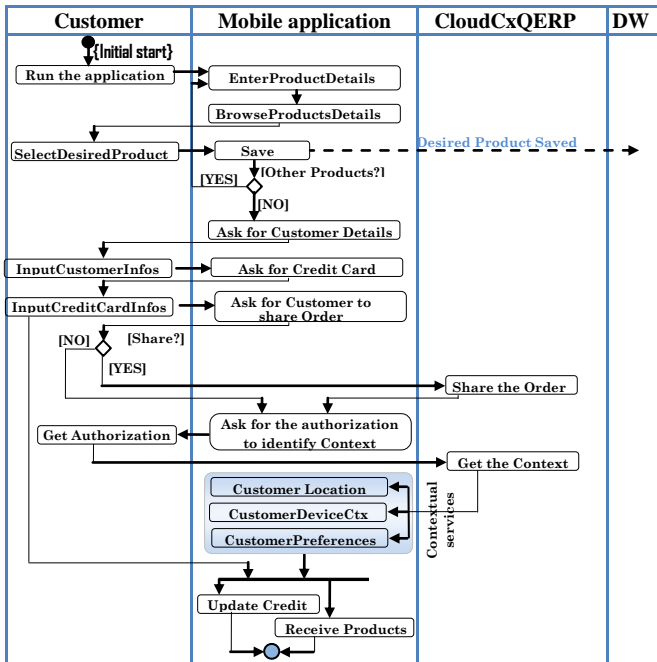 Customer
Mobile application
CloudCxQERP
DW
{Initial start}
Run the application
EnterProductDetails
BrowseProductsDetails
SelectDesiredProduct
Save
Desired Product Saved
[YES]
[Other Products?]
[NO]
Ask for Customer Details
InputCustomerInfos
Ask for Credit Card
InputCreditCardInfos
Ask for Customer to
share Order
[NO]
[Share?]
[YES]
Share the Order
Ask for the authorization
to identify Context
Get Authorization
Get the Context
Customer Location
CustomerDeviceCtx
CustomerPreferences
Contextual
services
Update Credit
Receive Products